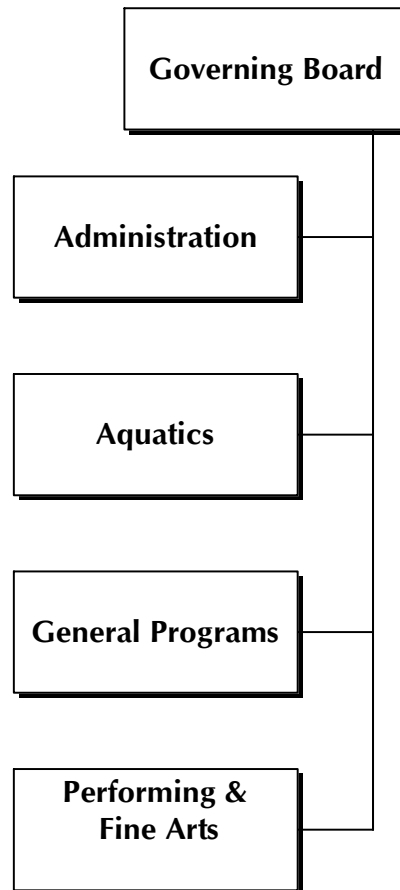 Governing Board
Administration
Aquatics
General Programs
Performing &
Fine Arts